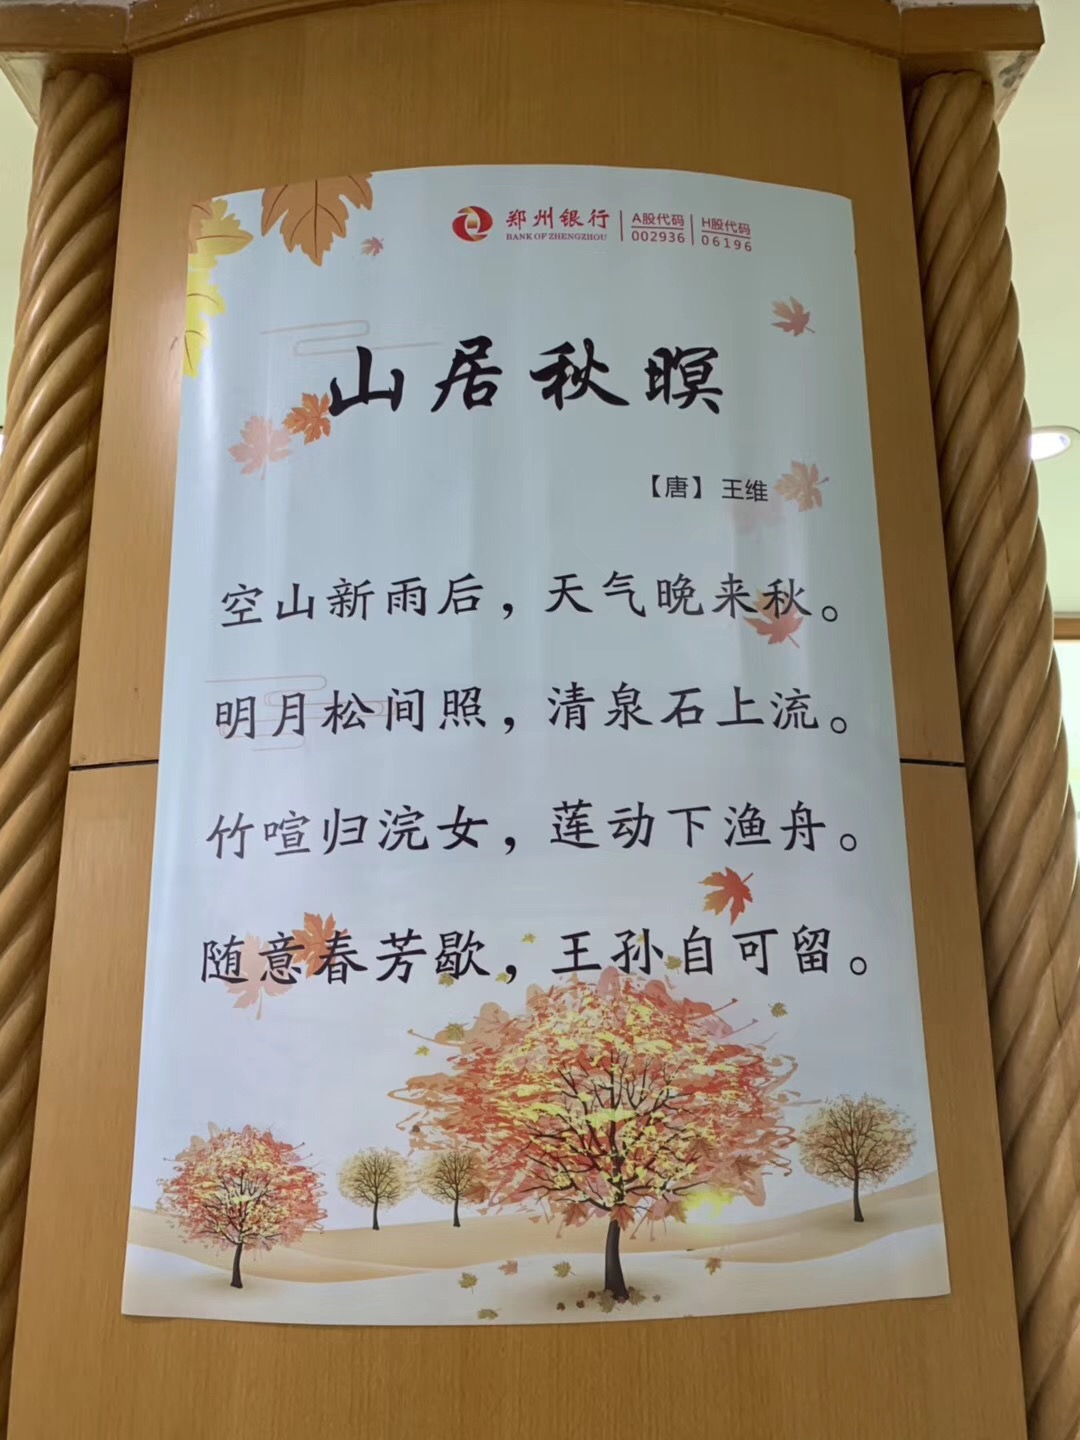 郑州银行 A股代码 H股代码
BANK OF ZHENGZHOU 002936 06196
山居秋暝
【唐】 王维
空山新雨后，天气晚来秋。
明月松间照，清泉石上流。
竹喧归浣女，莲动下渔舟。
随意春芳歇，王孙自可留。